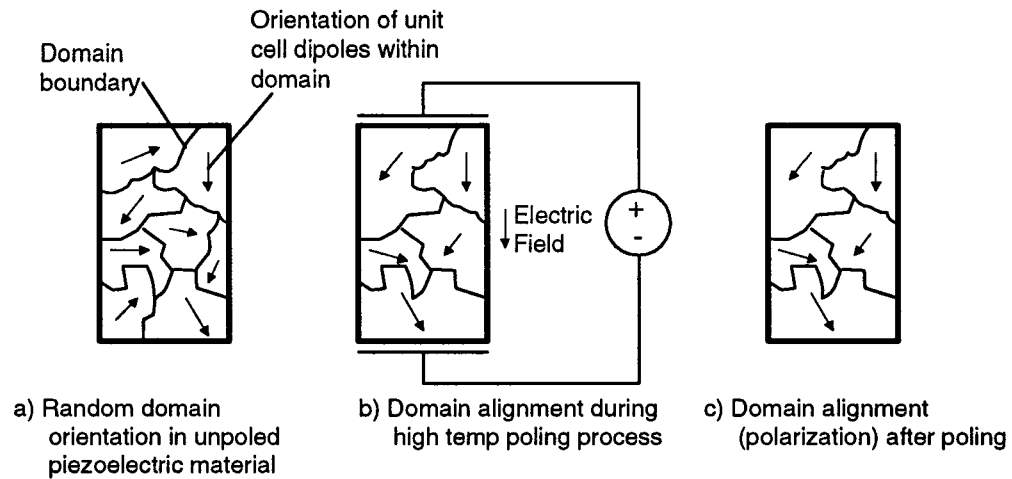 Domain
boundary
Orientation of unit
cell dipoles within
domain
Electric
Field
+
-
a) Random domain
orientation in unpoled
piezoelectric material
b) Domain alignment during
high temp poling process
c) Domain alignment
(polarization) after poling